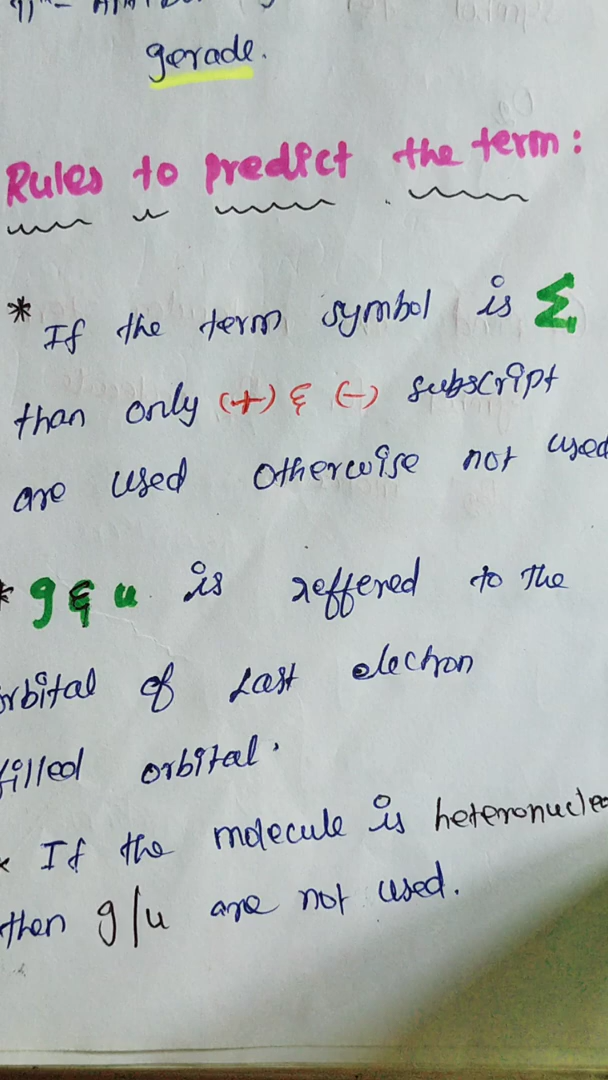 gerade.
Rules to predict the term:
* If the term symbol is Σ,
than only (+) & (-) subscript
are used otherwise not used
* g & u is reffered to the
orbital of Last electron
filled orbital.
* If the molecule is heteronuclea
then g/u are not used.